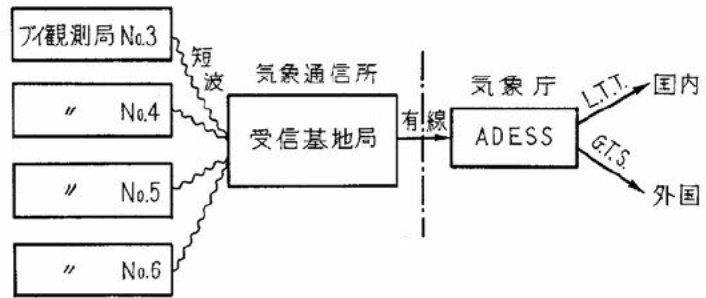 ブイ観測局 No.3
〃 No.4
〃 No.5
〃 No.6
短波
気象通信所
受信基地局
有線
気象庁
ADESS
L.T.T.
国内
G.T.S.
外国